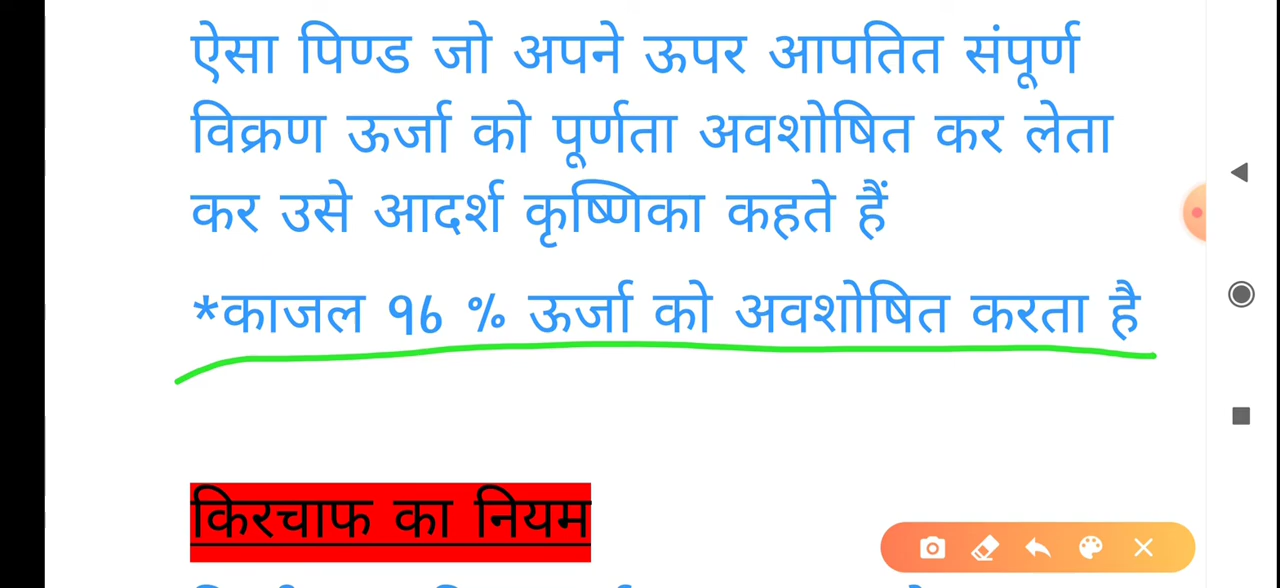 ऐसा पिण्ड जो अपने ऊपर आपतित संपूर्ण
विक्रण ऊर्जा को पूर्णता अवशोषित कर लेता
कर उसे आदर्श कृष्णिका कहते हैं
*काजल 96 % ऊर्जा को अवशोषित करता है
किरचाफ का नियम